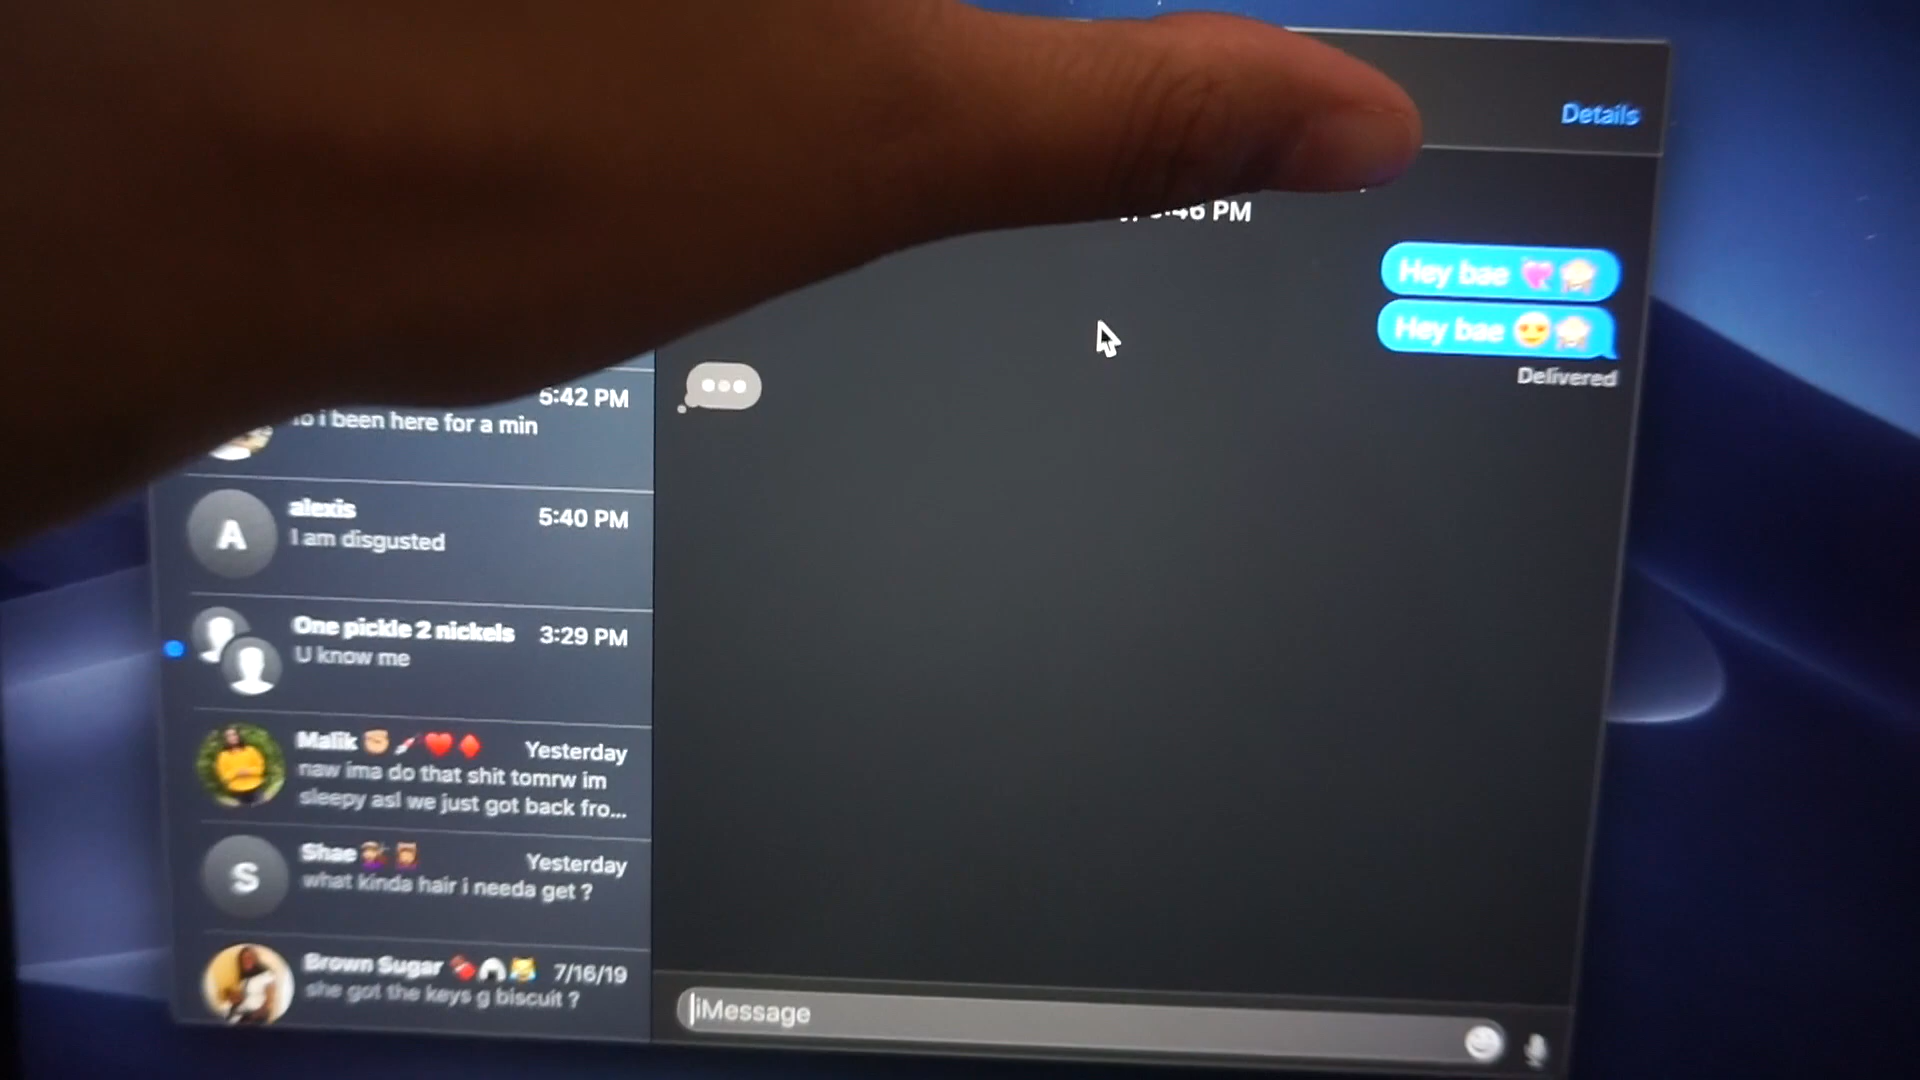 Details
46 PM
Hey bae 💘🙈
Hey bae 😍🙈
Delivered
5:42 PM
i been here for a min
A
alexis
5:40 PM
I am disgusted
One pickle 2 nickels
3:29 PM
U know me
Malik
Yesterday
naw ima do that shit tomrw im
sleepy asl we just got back fro...
S
Shae
Yesterday
what kinda hair i needa get ?
Brown Sugar
7/16/19
she got the keys g biscuit ?
iMessage